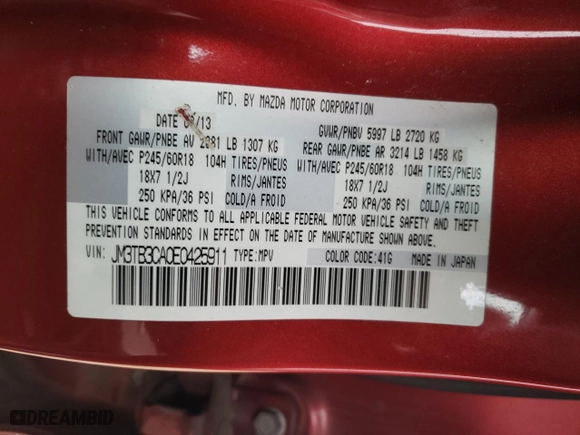 MFD. BY MAZDA MOTOR CORPORATION
DATE /13 GVWR/PNBV 5997 LB 2720 KG
FRONT GAWR/PNBE AV LB 1307 KG REAR GAWR/PNBE AR 3214 LB 1458 KG
WITH/AVEC P245/60R18 104H TIRES/PNEUS WITH/AVEC P245/60R18 104H TIRES/PNEUS
18X7 1/2J RIMS/JANTES 18X7 1/2J RIMS/JANTES
250 KPA/36 PSI COLD/A FROID 250 KPA/36 PSI COLD/A FROID
THIS VEHICLE CONFORMS TO ALL APPLICABLE FEDERAL MOTOR VEHICLE SAFETY AND THEFT
PREVENTION STANDARDS IN EFFECT ON THE DATE OF MANUFACTURE SHOWN ABOVE.
VIN: JM3TB3CA0E0425911 TYPE:MPV COLOR CODE:41G MADE IN JAPAN
DREAMBID